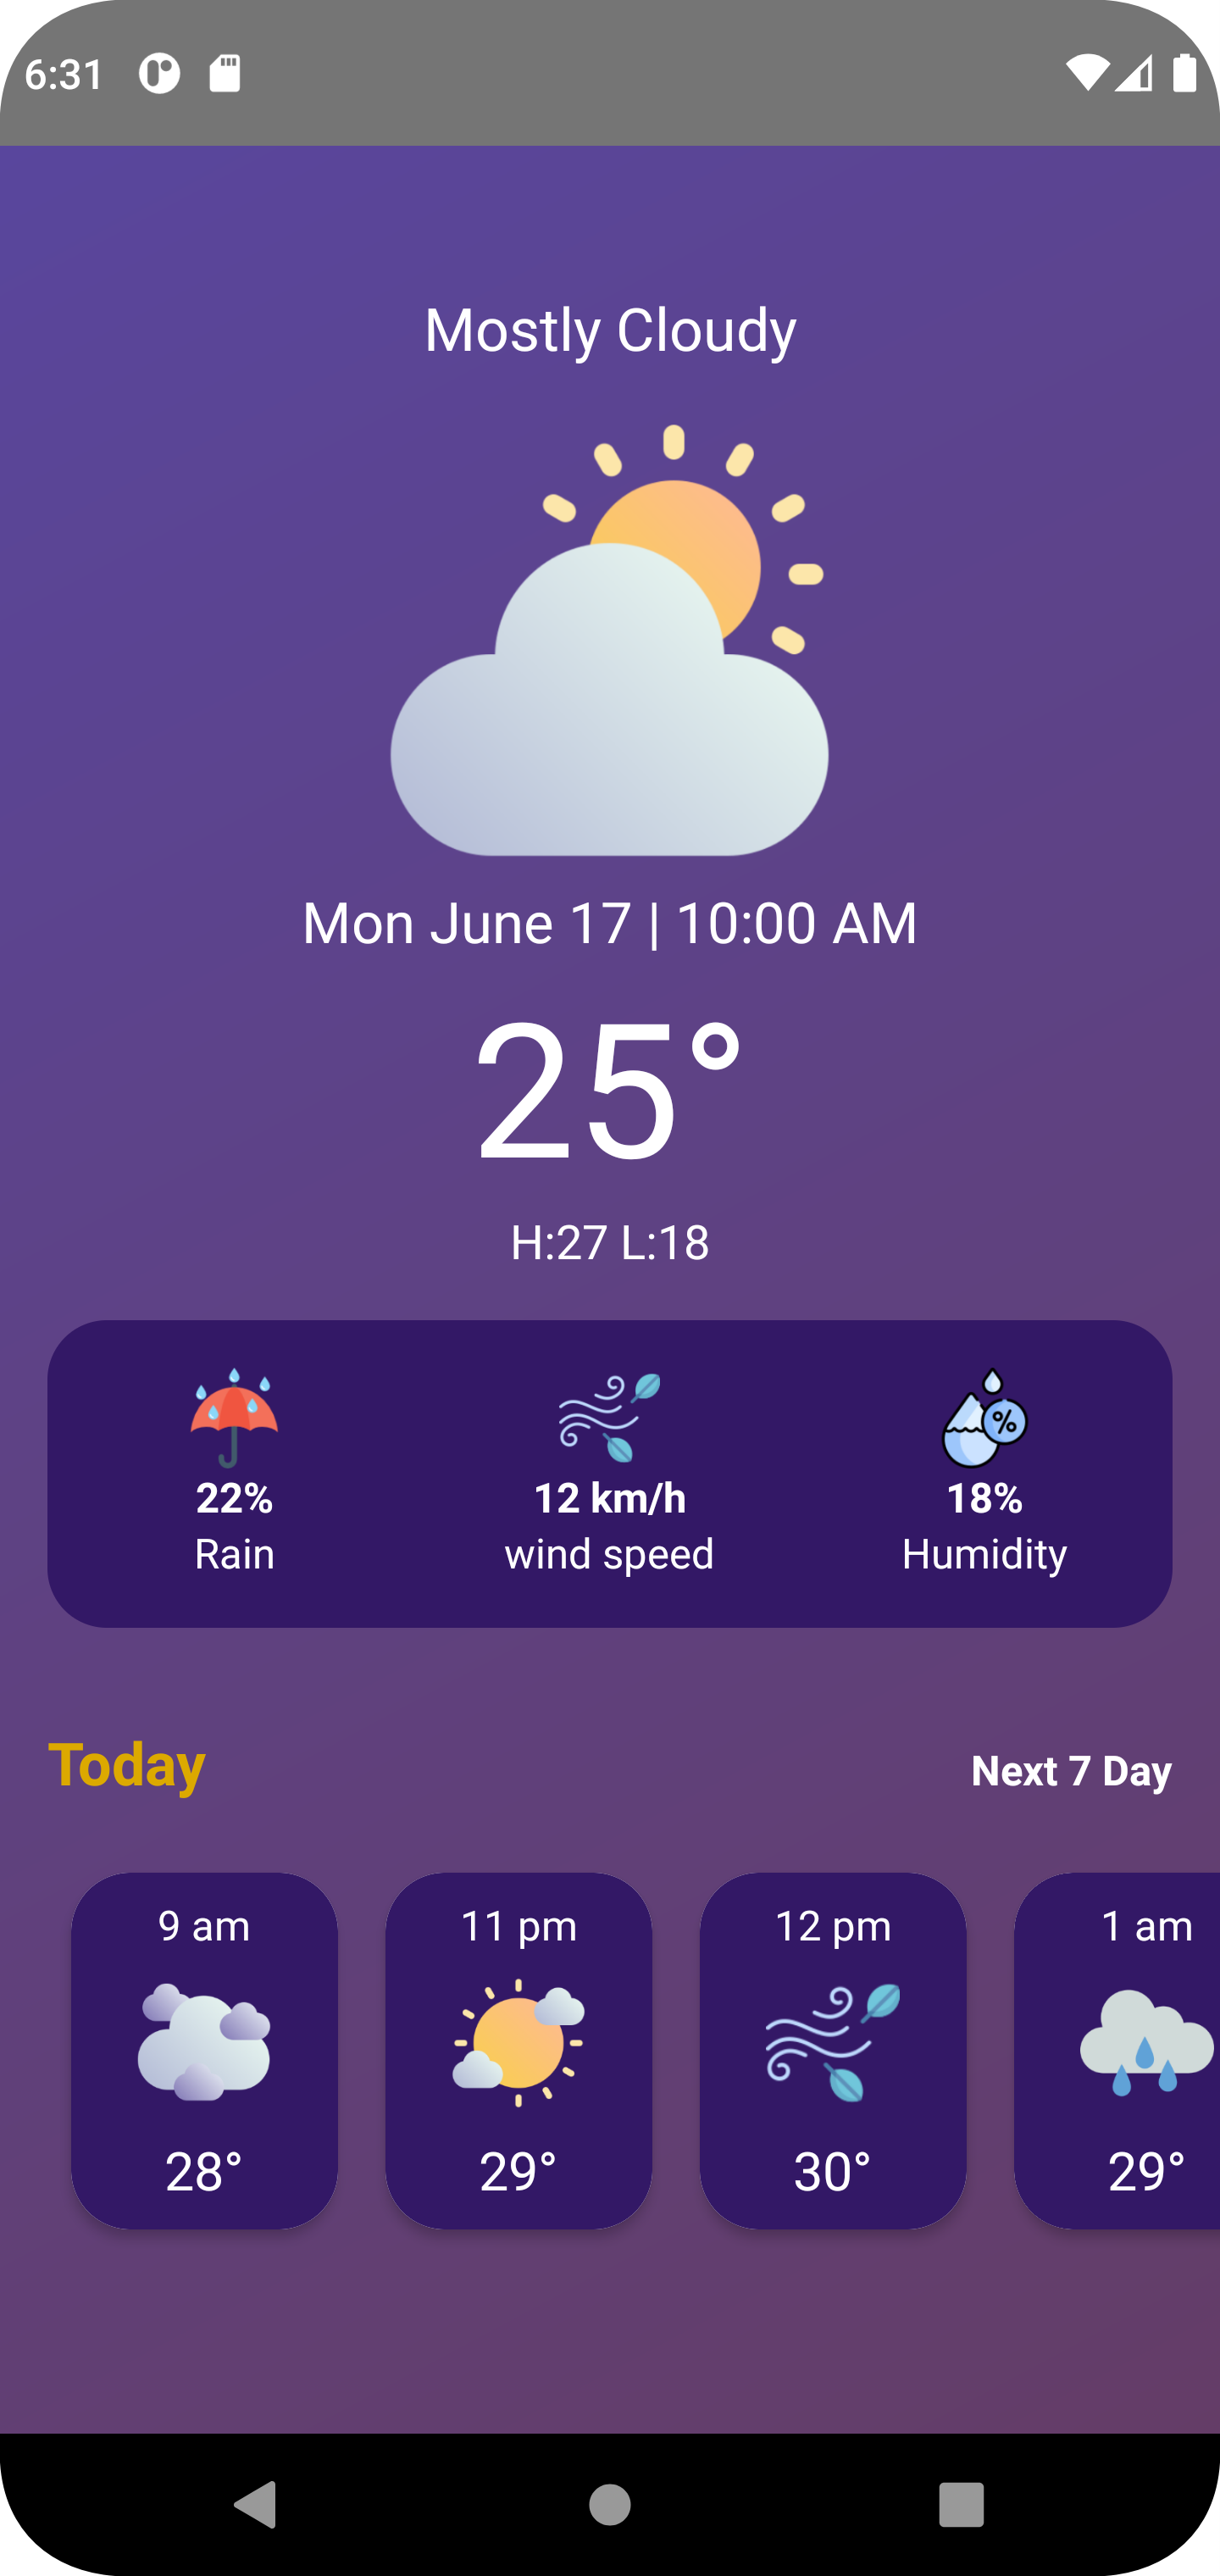 6:31
Mostly Cloudy
Mon June 17 | 10:00 AM
25°
H:27 L:18
22% 12 km/h 18%
Rain wind speed Humidity
Today Next 7 Day
9 am 11 pm 12 pm 1 am
28° 29° 30° 29°